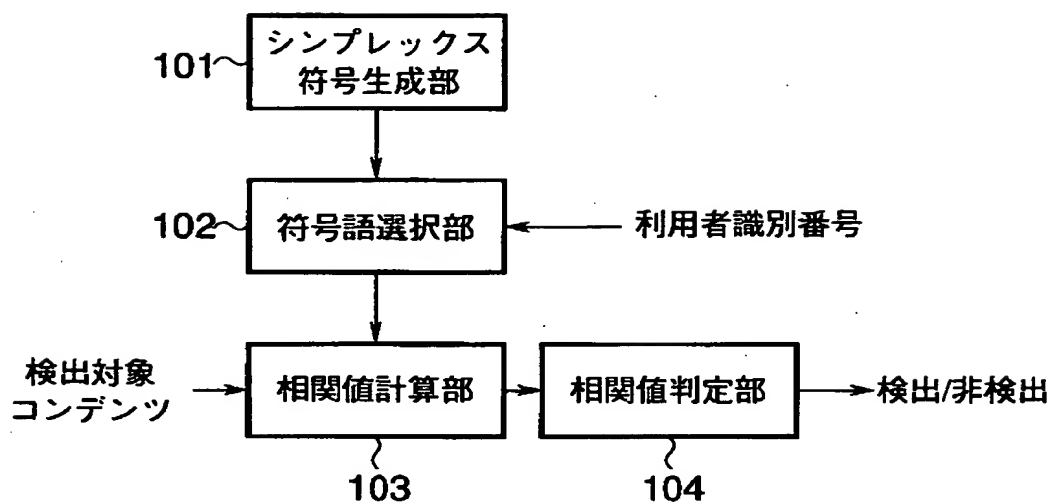 101
シンプレックス
符号生成部
102
符号語選択部
利用者識別番号
検出対象
コンデンツ
相関値計算部
相関値判定部
検出/非検出
103
104